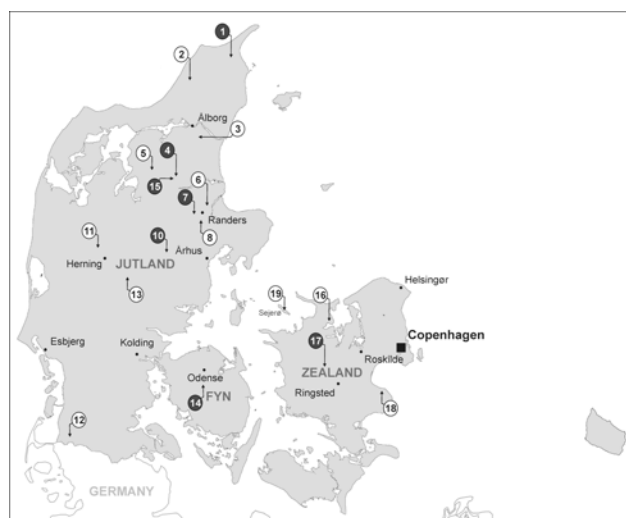 1
2
Ålborg
3
5
4
15
6
7
Randers
11
10
8
Århus
Herning
JUTLAND
13
19
16
Helsingør
Sejerø
Copenhagen
17
Esbjerg
Kolding
Roskilde
ZEALAND
Odense
Ringsted
FYN
14
18
12
GERMANY